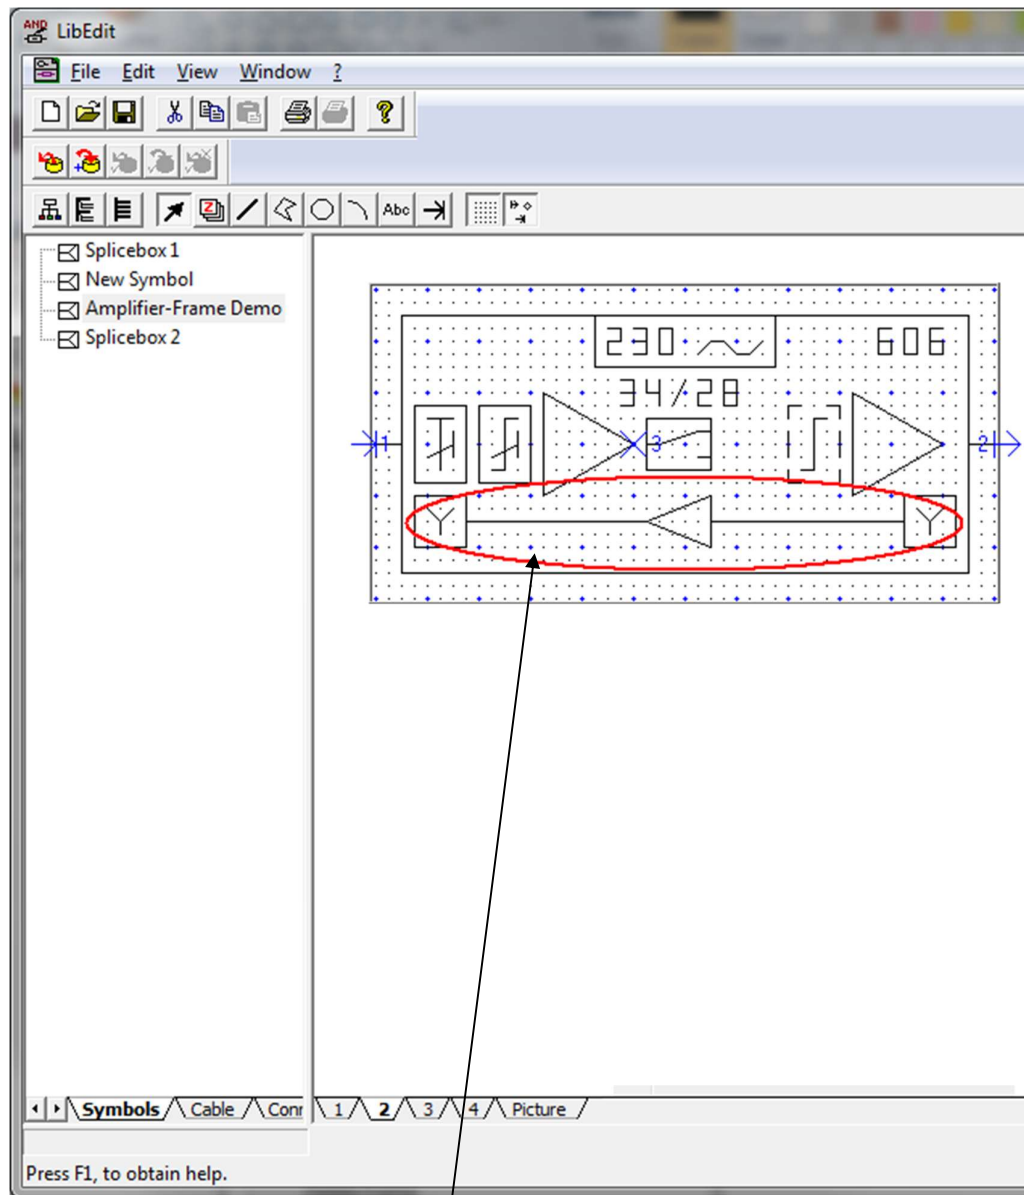 AND LibEdit
File Edit View Window ?
Z Abc
Splicebox 1
New Symbol
Amplifier-Frame Demo
Splicebox 2
230 606
34/28
1 3 2
Y Y
Symbols Cable Conr 1 2 3 4 Picture
Press F1, to obtain help.